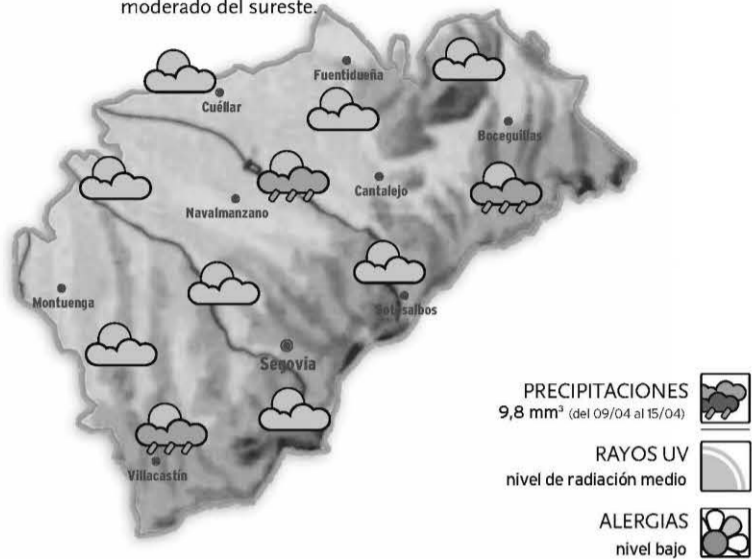 moderado del sureste.
Fuentidueña
Cuéllar
Boceguillas
Cantalejo
Navalmanzano
Montuenga
Sotosalbos
Segovia
Villacastín
PRECIPITACIONES
9,8 mm³ (del 09/04 al 15/04)
RAYOS UV
nivel de radiación medio
ALERGIAS
nivel bajo